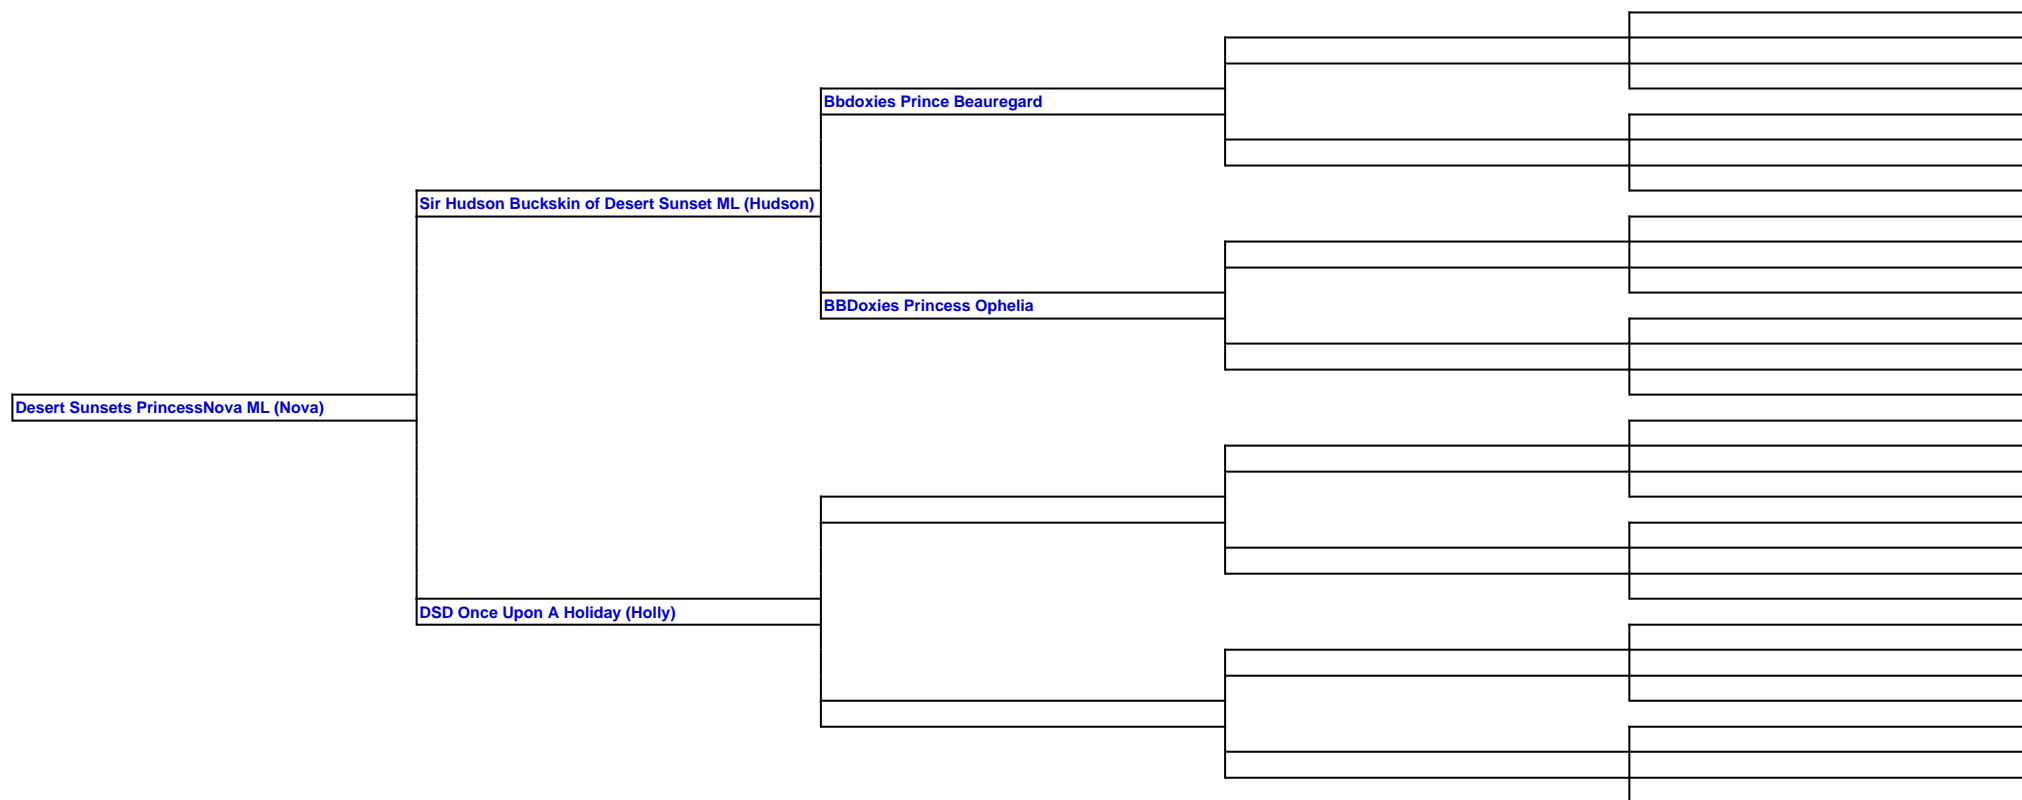 Bbdoxies Prince Beauregard
Sir Hudson Buckskin of Desert Sunset ML (Hudson)
BBDoxies Princess Ophelia
Desert Sunsets PrincessNova ML (Nova)
DSD Once Upon A Holiday (Holly)